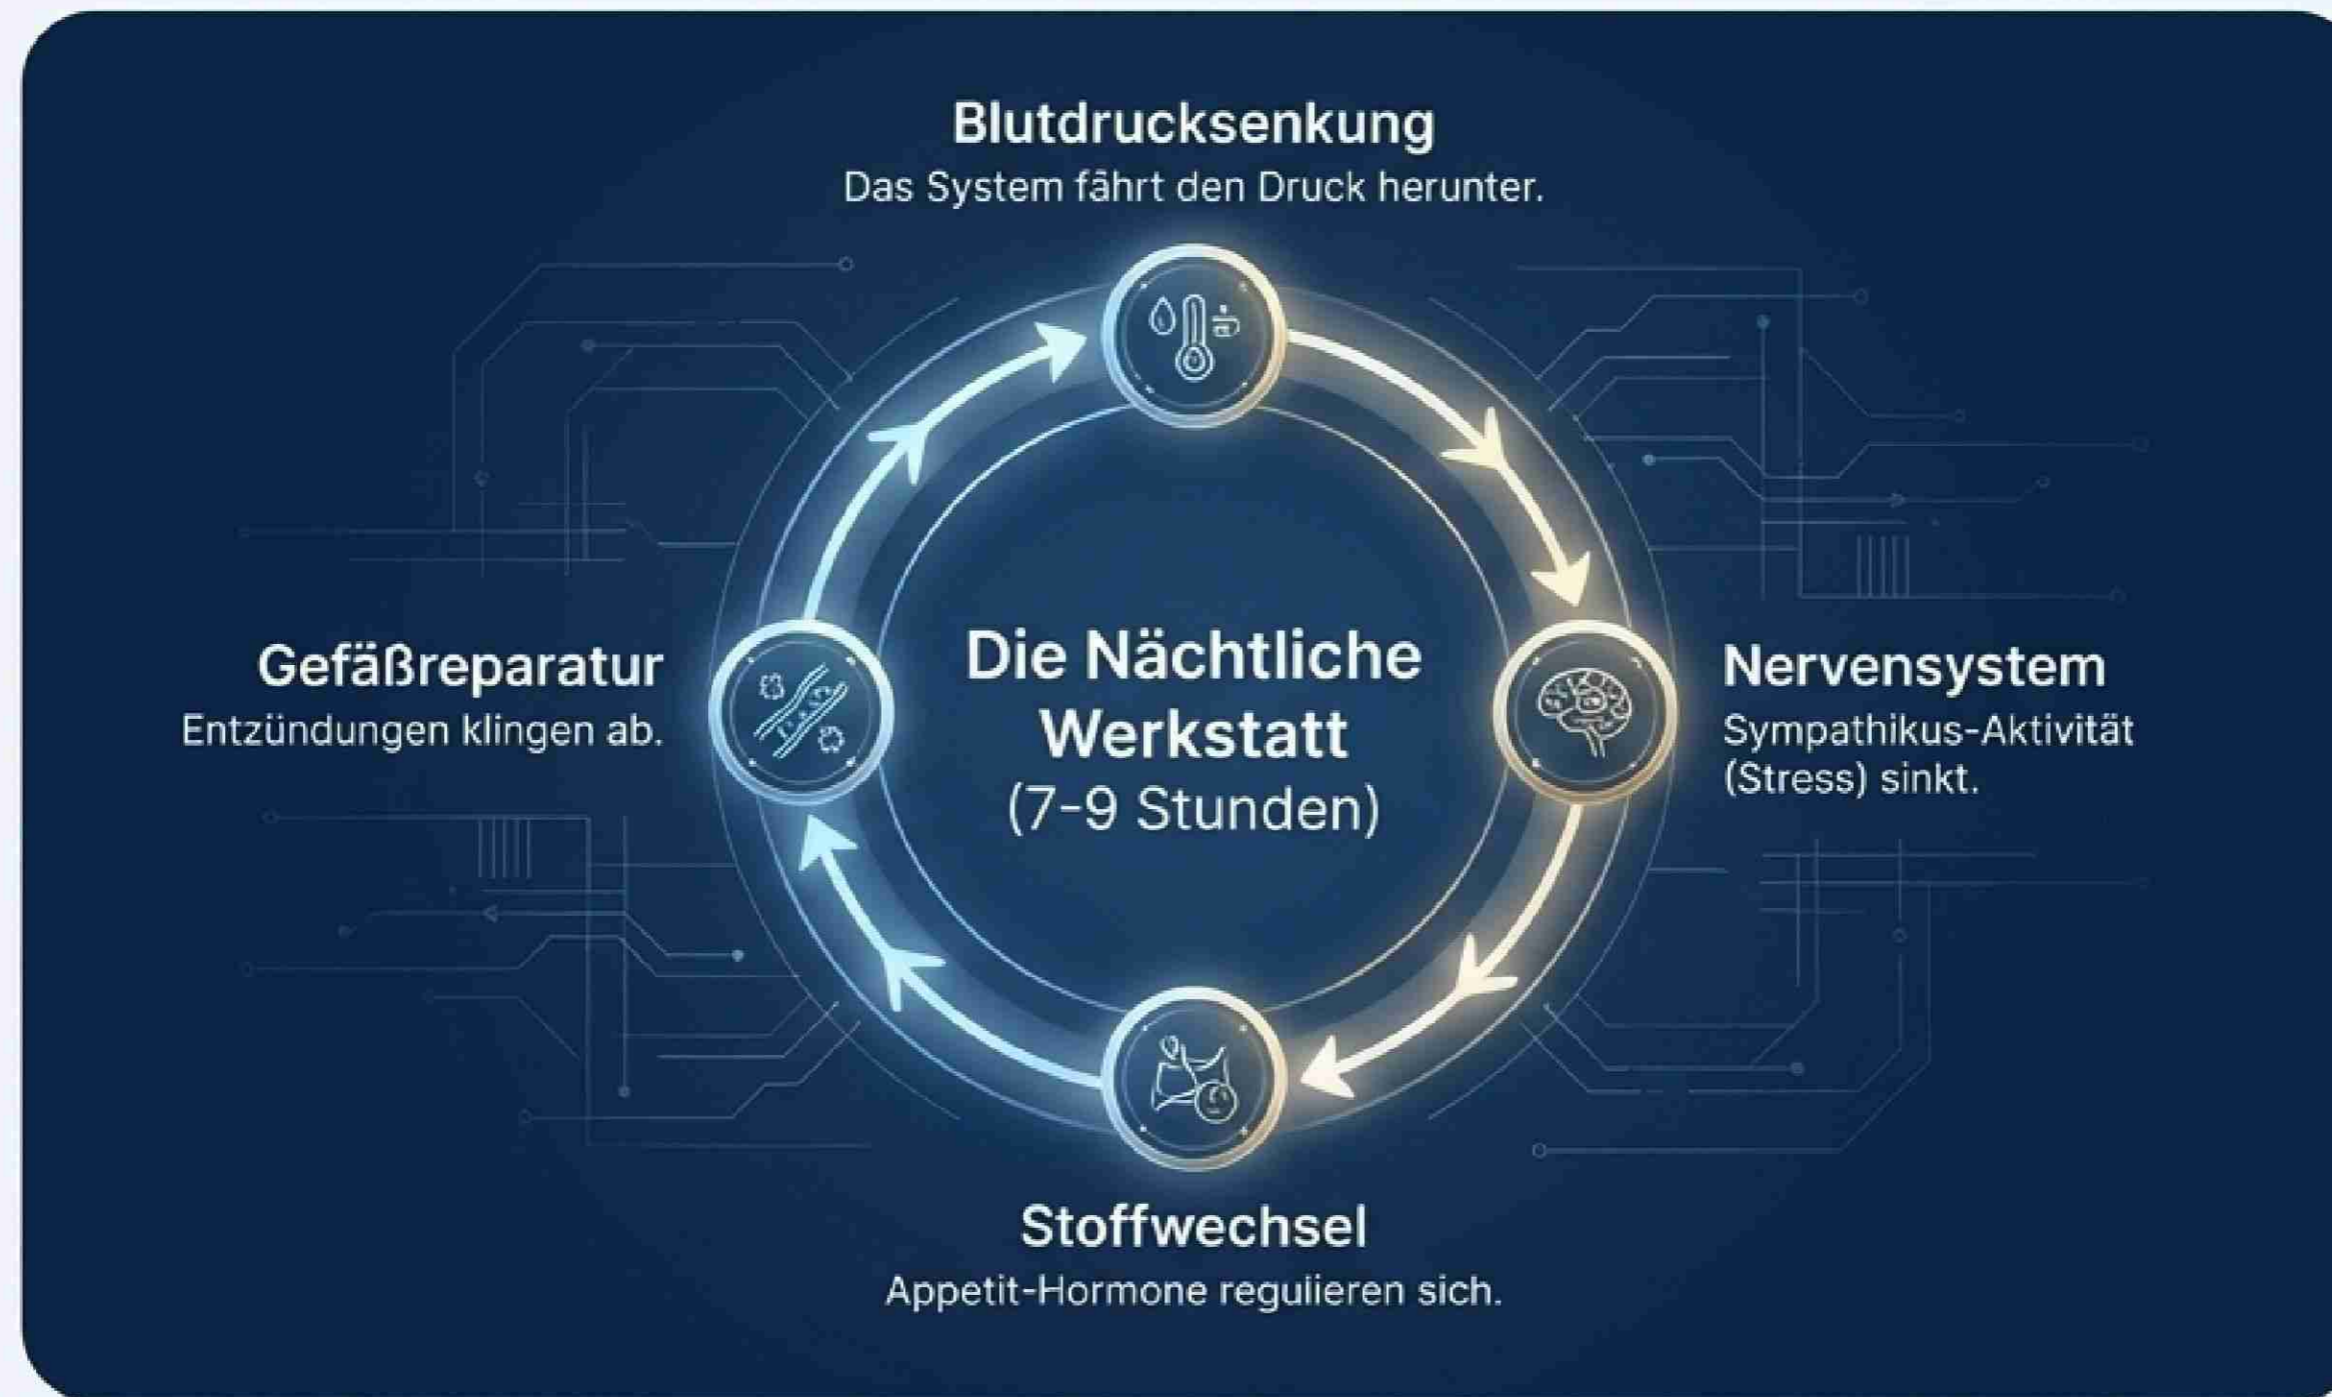 Blutdrucksenkung
Das System fährt den Druck herunter.
Gefäßreparatur
Entzündungen klingen ab.
Die Nächtliche
Werkstatt
(7-9 Stunden)
Nervensystem
Sympathikus-Aktivität
(Stress) sinkt.
Stoffwechsel
Appetit-Hormone regulieren sich.